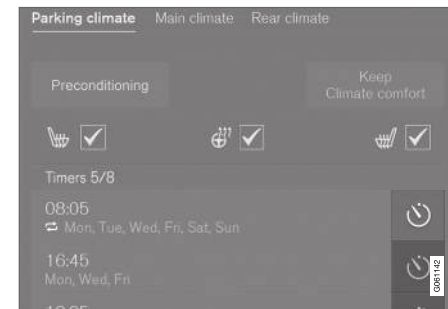 Parking climate Main climate Rear climate
Preconditioning
Keep
Climate comfort
Timers 5/8
08:05
Mon, Tue, Wed, Fri, Sat, Sun
16:45
Mon, Wed, Fri
G061142